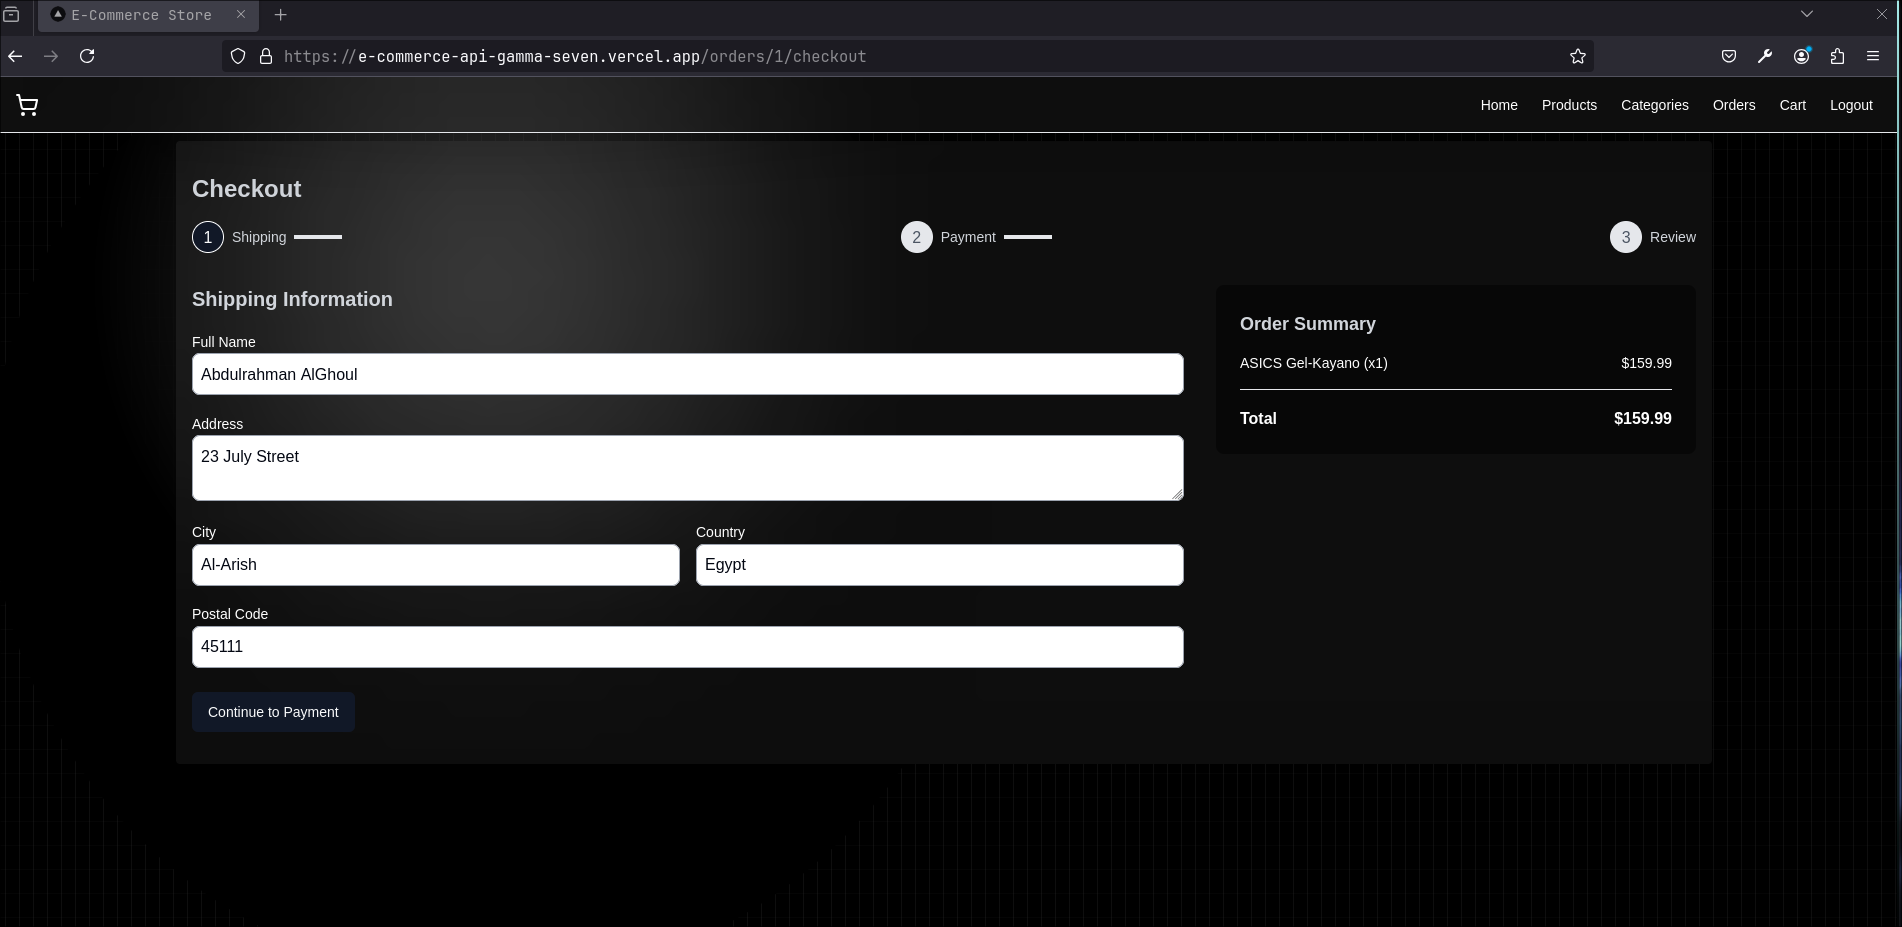 E-Commerce Store
https://e-commerce-api-gamma-seven.vercel.app/orders/1/checkout
Home Products Categories Orders Cart Logout
Checkout
1 Shipping 2 Payment 3 Review
Shipping Information
Full Name
Abdulrahman AlGhoul
Address
23 July Street
City Country
Al-Arish Egypt
Postal Code
45111
Continue to Payment
Order Summary
ASICS Gel-Kayano (x1) $159.99
Total $159.99